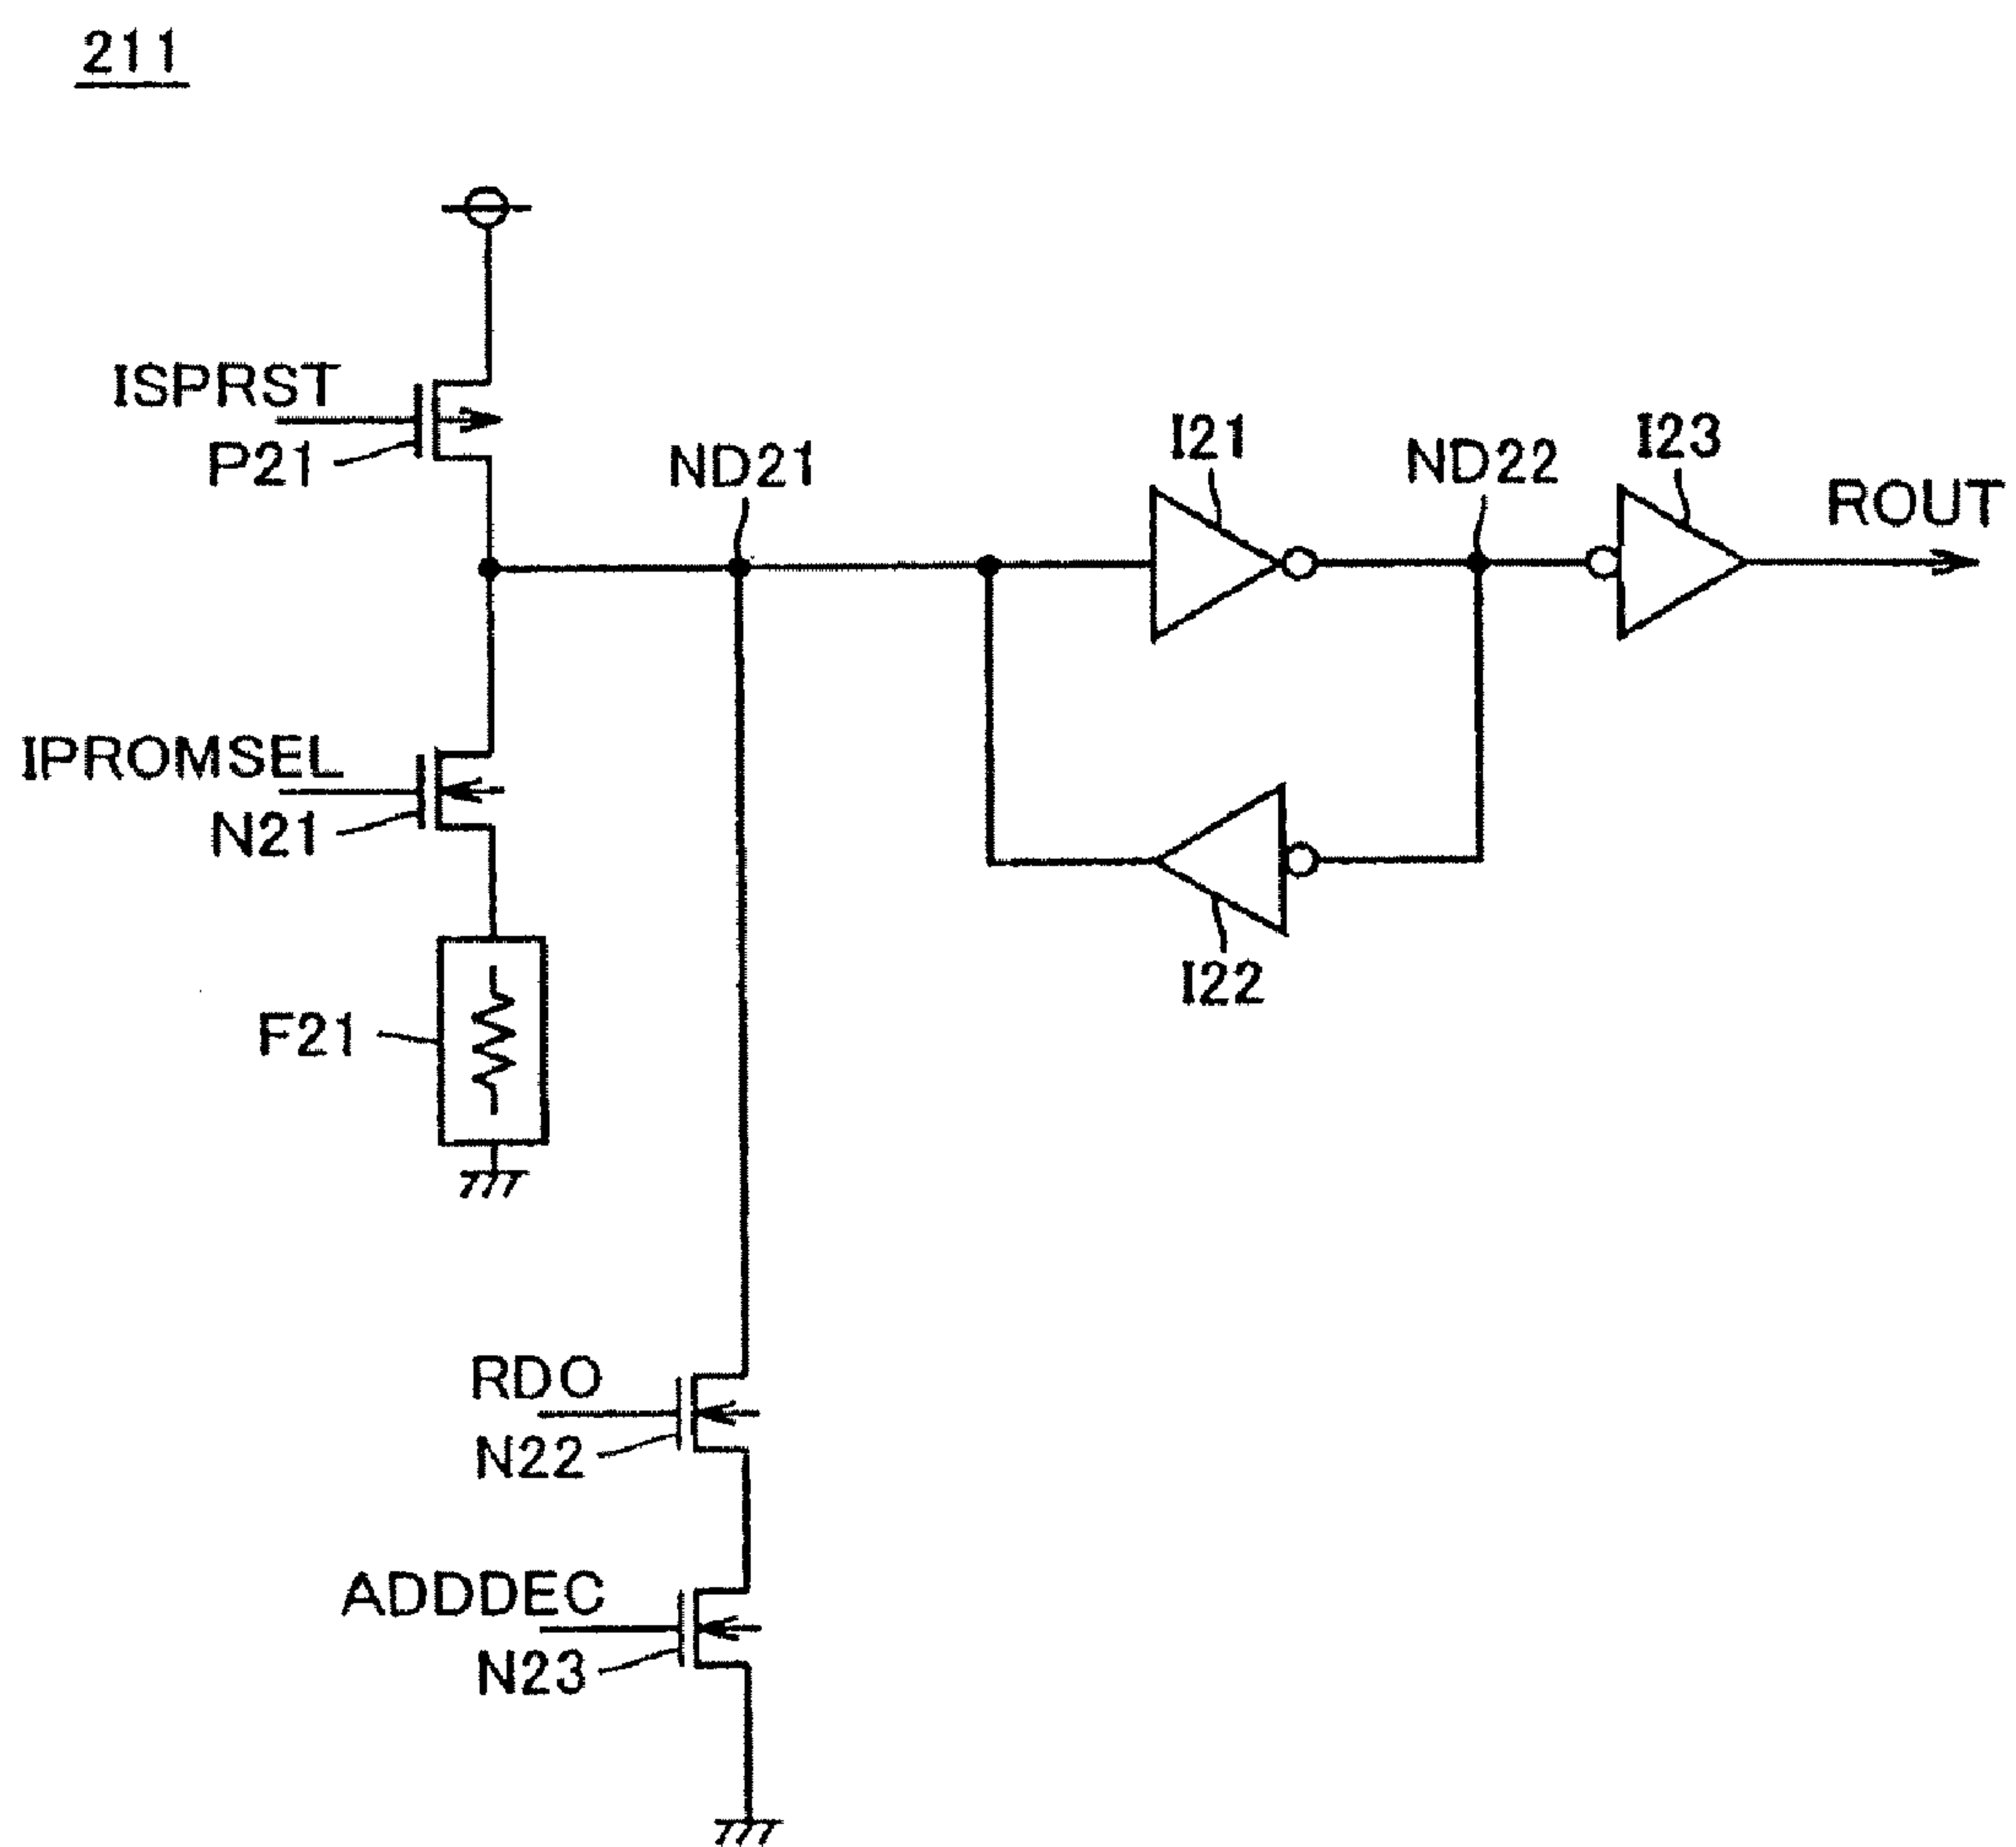 211
ISPRST
P21
ND21
I21
ND22
I23
ROUT
IPROMSEL
N21
F21
I22
RDO
N22
ADDDEC
N23